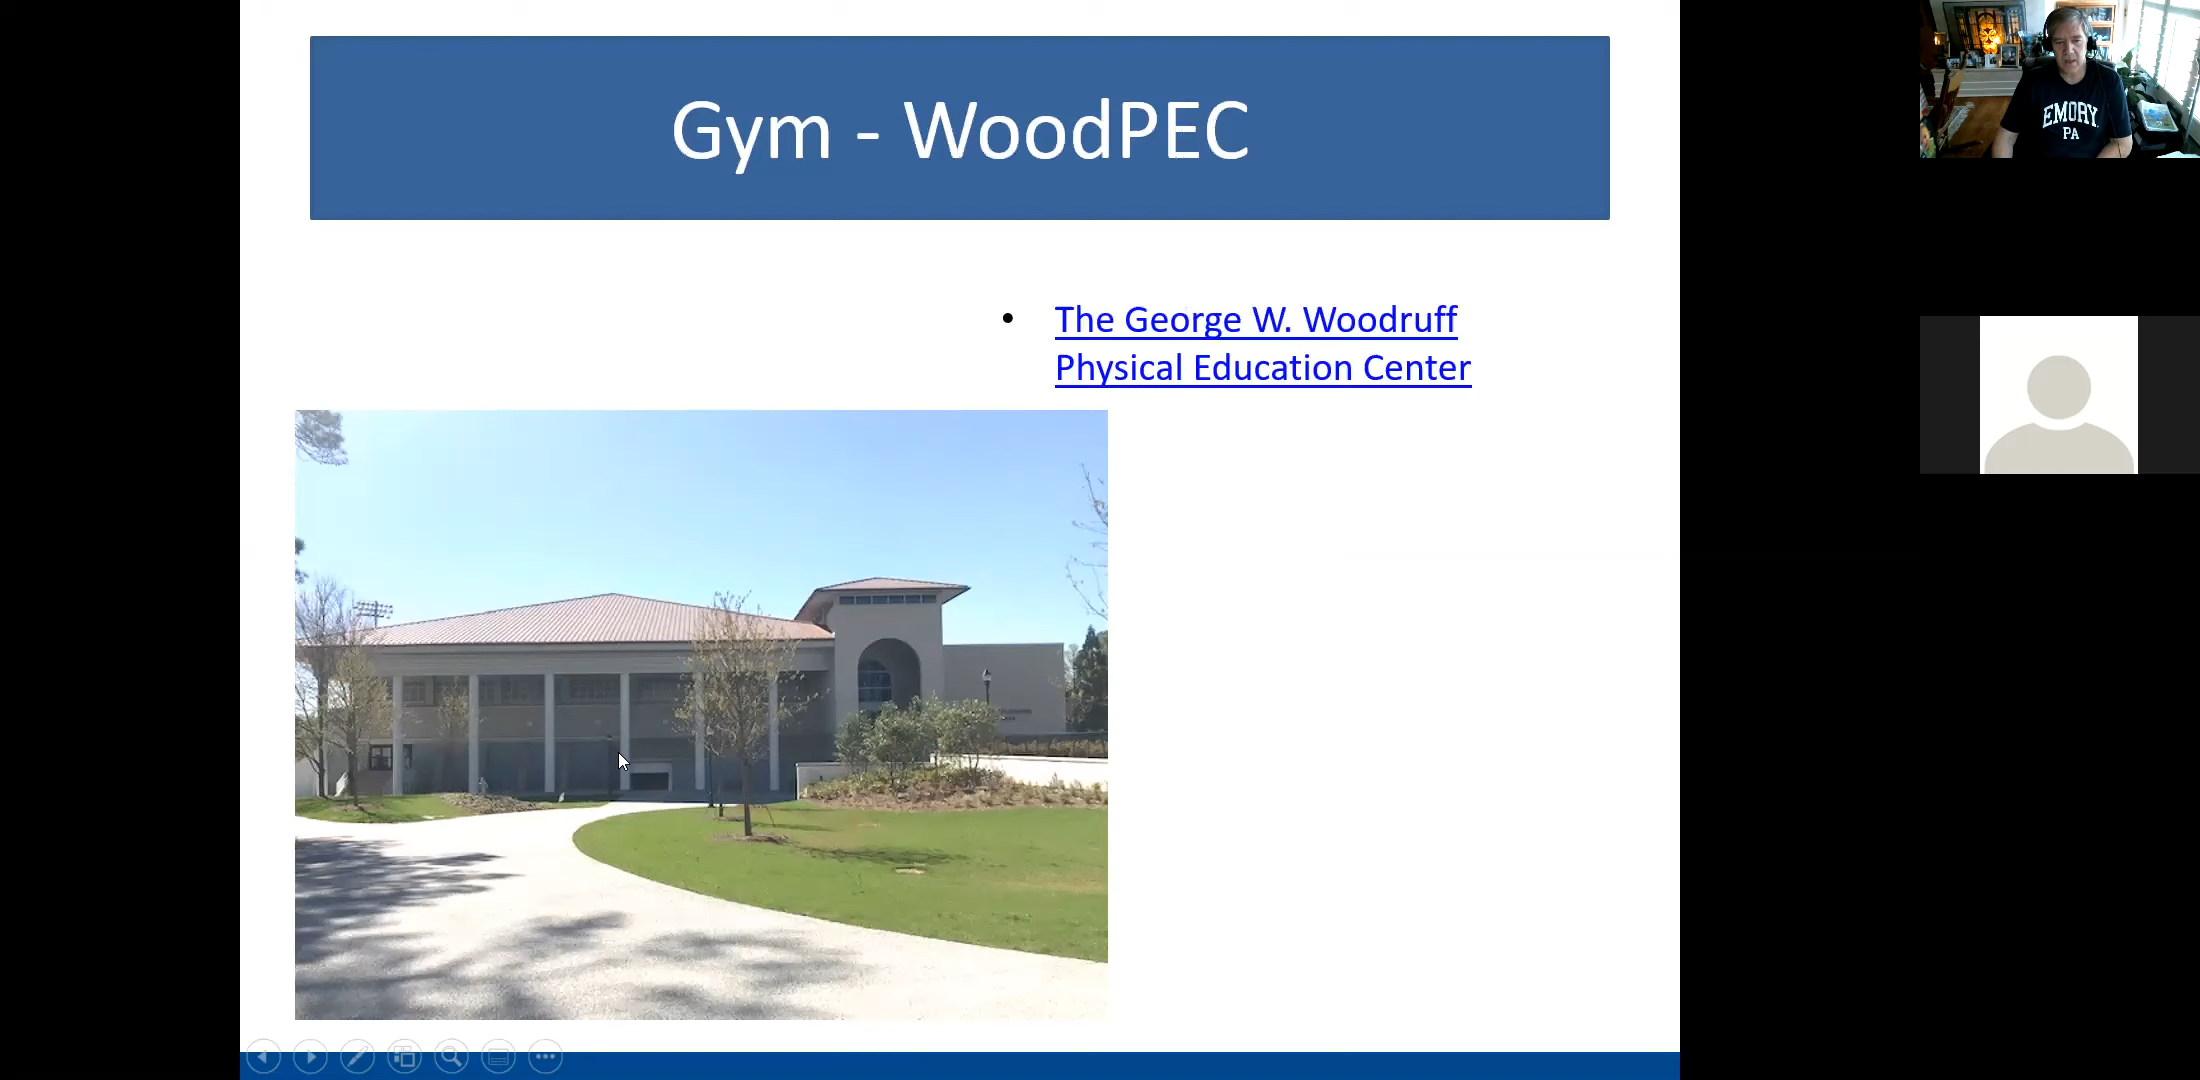 Gym - WoodPEC
• The George W. Woodruff
Physical Education Center
EMORY
PA